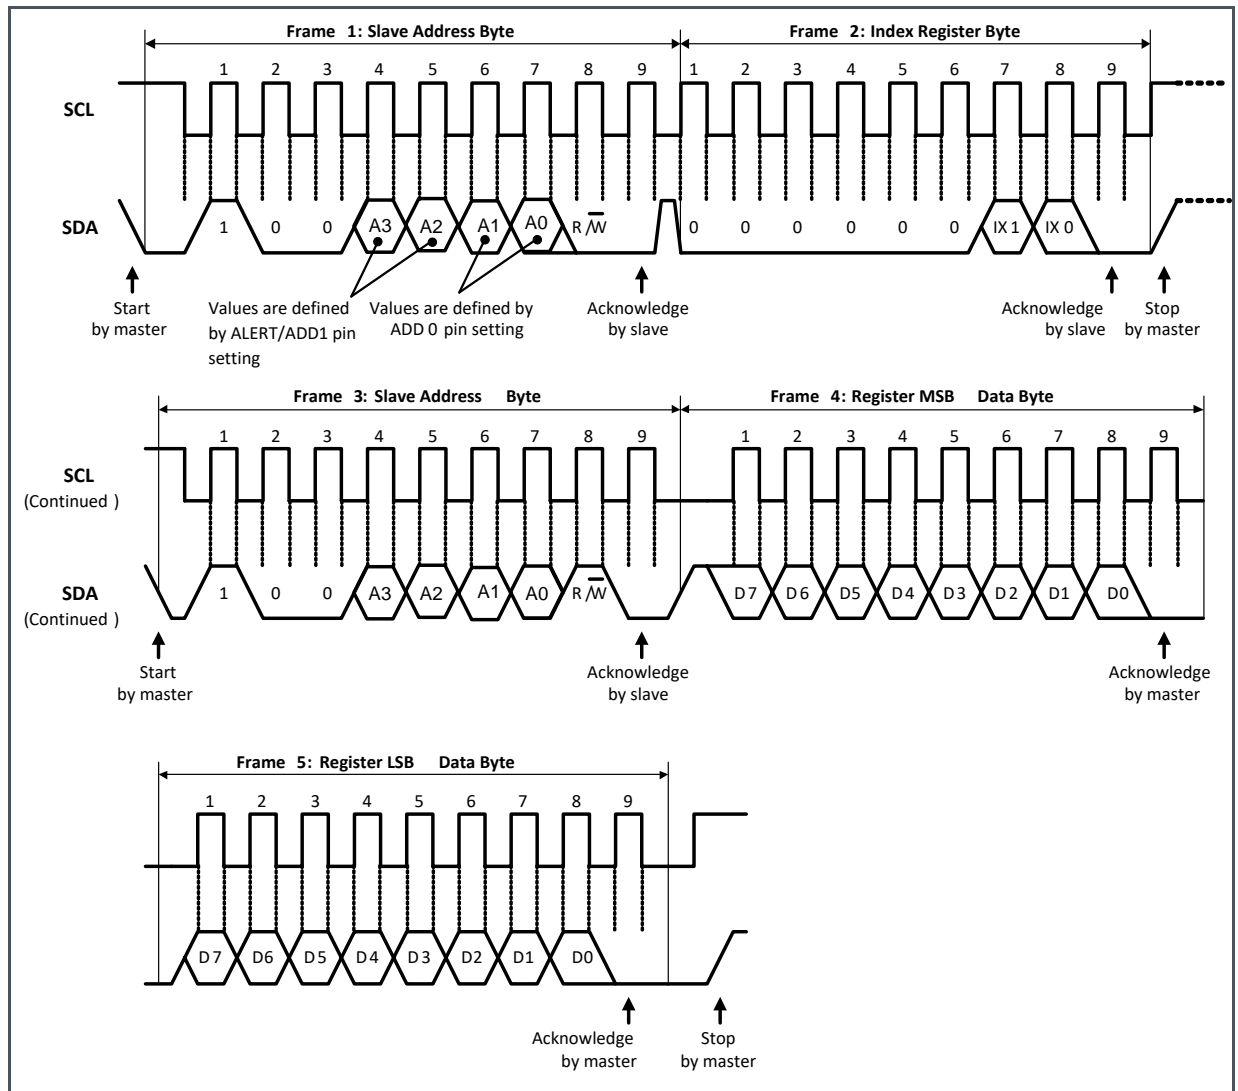 Frame 1: Slave Address Byte
Frame 2: Index Register Byte
1 2 3 4 5 6 7 8 9 1 2 3 4 5 6 7 8 9
SCL
SDA
1 0 0 A3 A2 A1 A0 R/W 0 0 0 0 0 0 IX 1 IX 0
Start
by master
Values are defined
by ALERT/ADD1 pin
setting
Values are defined by
ADD 0 pin setting
Acknowledge
by slave
Acknowledge
by slave
Stop
by master
Frame 3: Slave Address Byte
Frame 4: Register MSB Data Byte
1 2 3 4 5 6 7 8 9 1 2 3 4 5 6 7 8 9
SCL
(Continued )
SDA
(Continued )
1 0 0 A3 A2 A1 A0 R/W D7 D6 D5 D4 D3 D2 D1 D0
Start
by master
Acknowledge
by slave
Acknowledge
by master
Frame 5: Register LSB Data Byte
1 2 3 4 5 6 7 8 9
D7 D6 D5 D4 D3 D2 D1 D0
Acknowledge
by master
Stop
by master